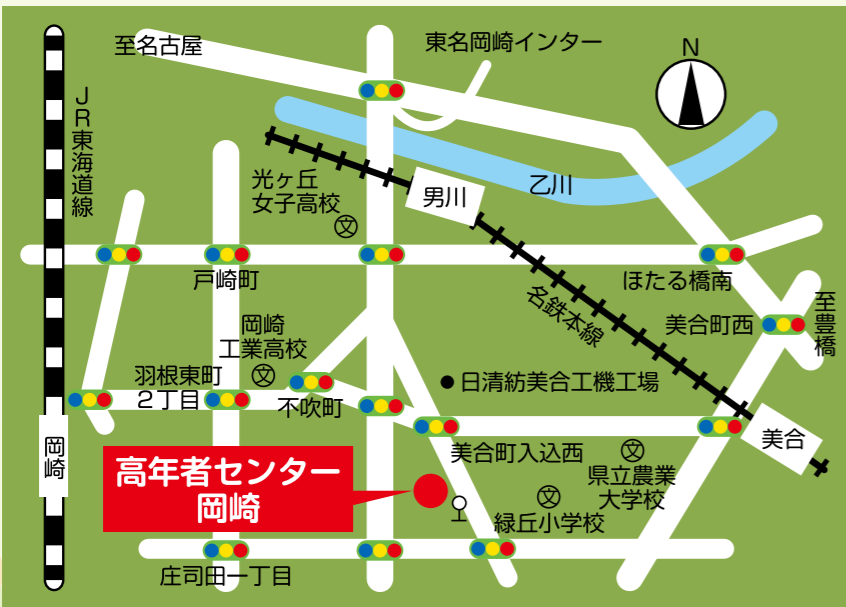 至名古屋
東名岡崎インター
N
JR東海道線
光ヶ丘
女子高校
文
男川
乙川
戸崎町
名鉄本線
ほたる橋南
美合町西
至豊橋
岡崎
工業高校
文
羽根東町
2丁目
不吹町
日清紡美合工機工場
岡崎
美合町入込西
文
県立農業
大学校
美合
高年者センター
岡崎
文
緑丘小学校
庄司田一丁目